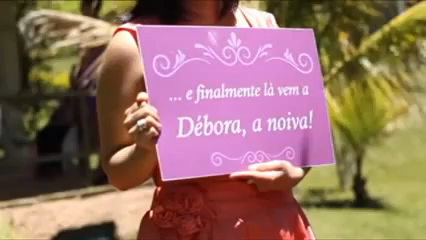 ... e finalmente lá vem a
Débora, a noiva!